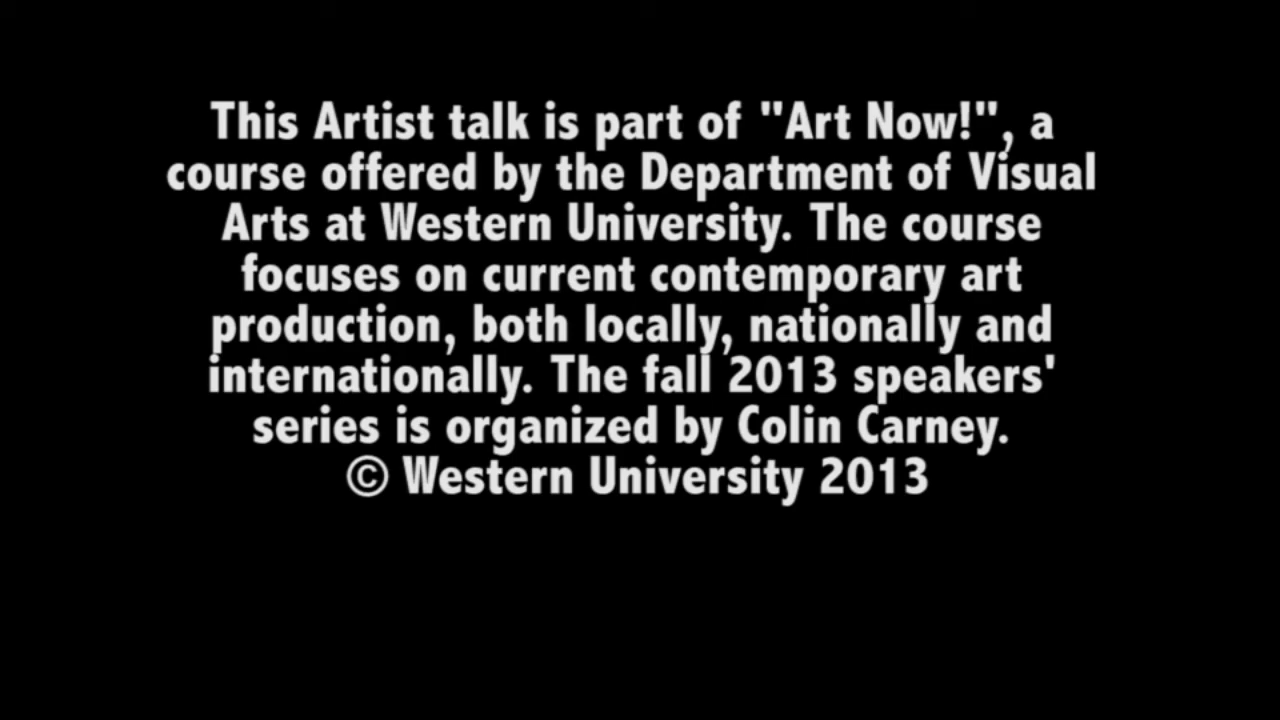 This Artist talk is part of "Art Now!", a
course offered by the Department of Visual
Arts at Western University. The course
focuses on current contemporary art
production, both locally, nationally and
internationally. The fall 2013 speakers'
series is organized by Colin Carney.
© Western University 2013